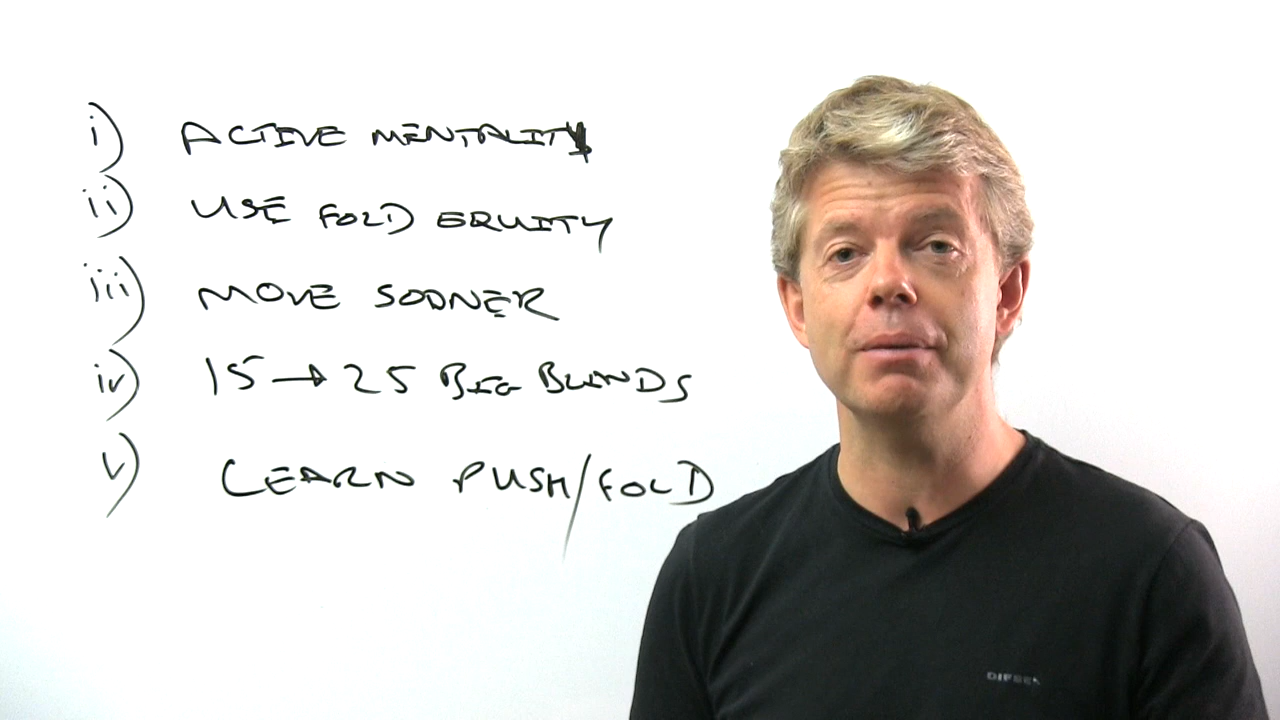 i) ACTIVE MENTALITY
ii) USE FOLD EQUITY
iii) MOVE SOONER
iv) 15 → 25 BIG BLINDS
v) LEARN PUSH/FOLD
DIESEL